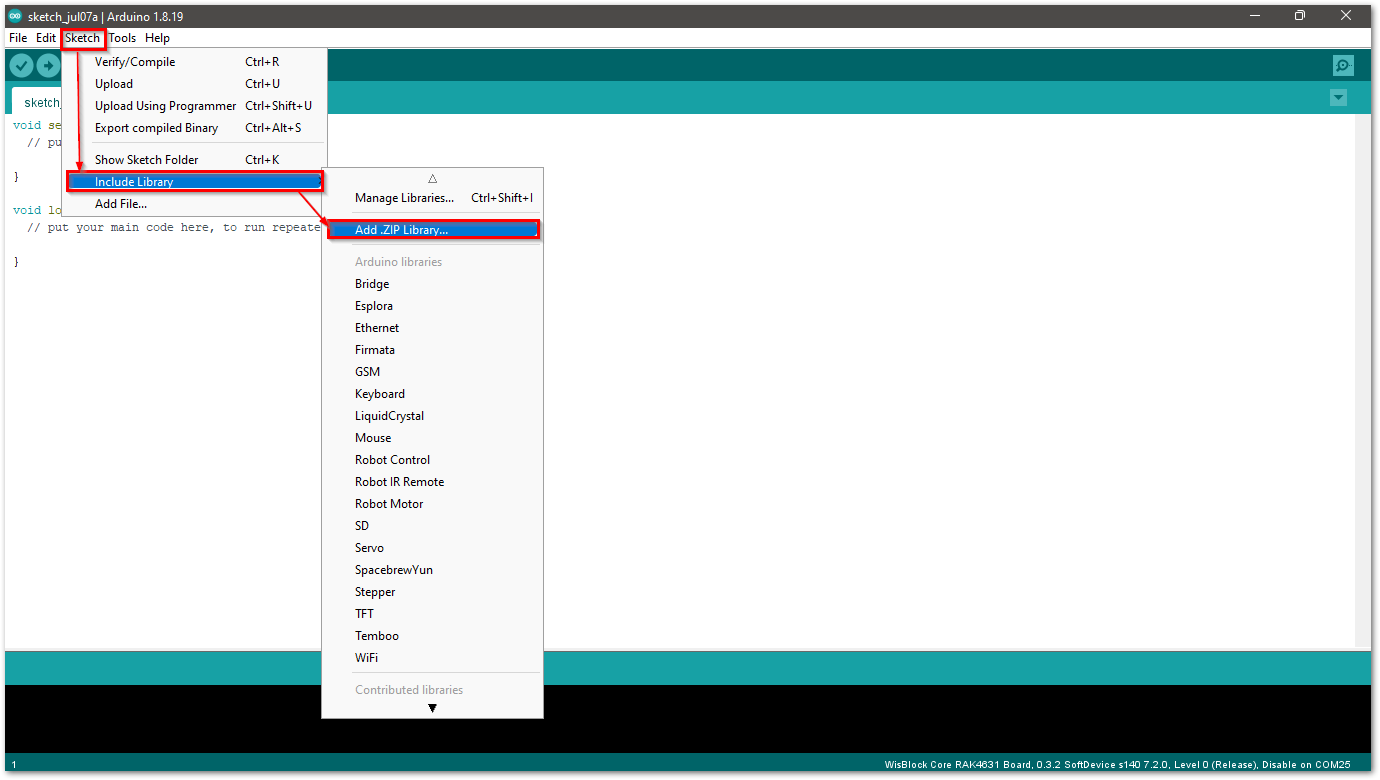 sketch_jul07a | Arduino 1.8.19
File Edit Sketch Tools Help
Verify/Compile Ctrl+R
Upload Ctrl+U
Upload Using Programmer Ctrl+Shift+U
Export compiled Binary Ctrl+Alt+S
Show Sketch Folder Ctrl+K
Include Library
Add File...
sketch_
void se
// pu
}
void lo
// put your main code here, to run repeate
}
Manage Libraries... Ctrl+Shift+I
Add .ZIP Library...
Arduino libraries
Bridge
Esplora
Ethernet
Firmata
GSM
Keyboard
LiquidCrystal
Mouse
Robot Control
Robot IR Remote
Robot Motor
SD
Servo
SpacebrewYun
Stepper
TFT
Temboo
WiFi
Contributed libraries
1
WisBlock Core RAK4631 Board, 0.3.2 SoftDevice s140 7.2.0, Level 0 (Release), Disable on COM25